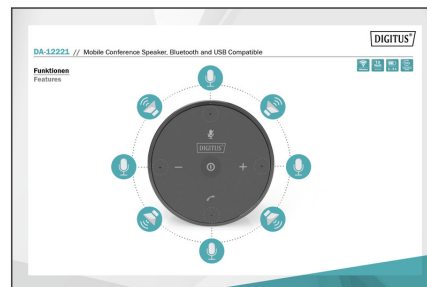 DIGITUS®
DA-12221 // Mobile Conference Speaker, Bluetooth and USB Compatible
Funktionen
Features
DIGITUS